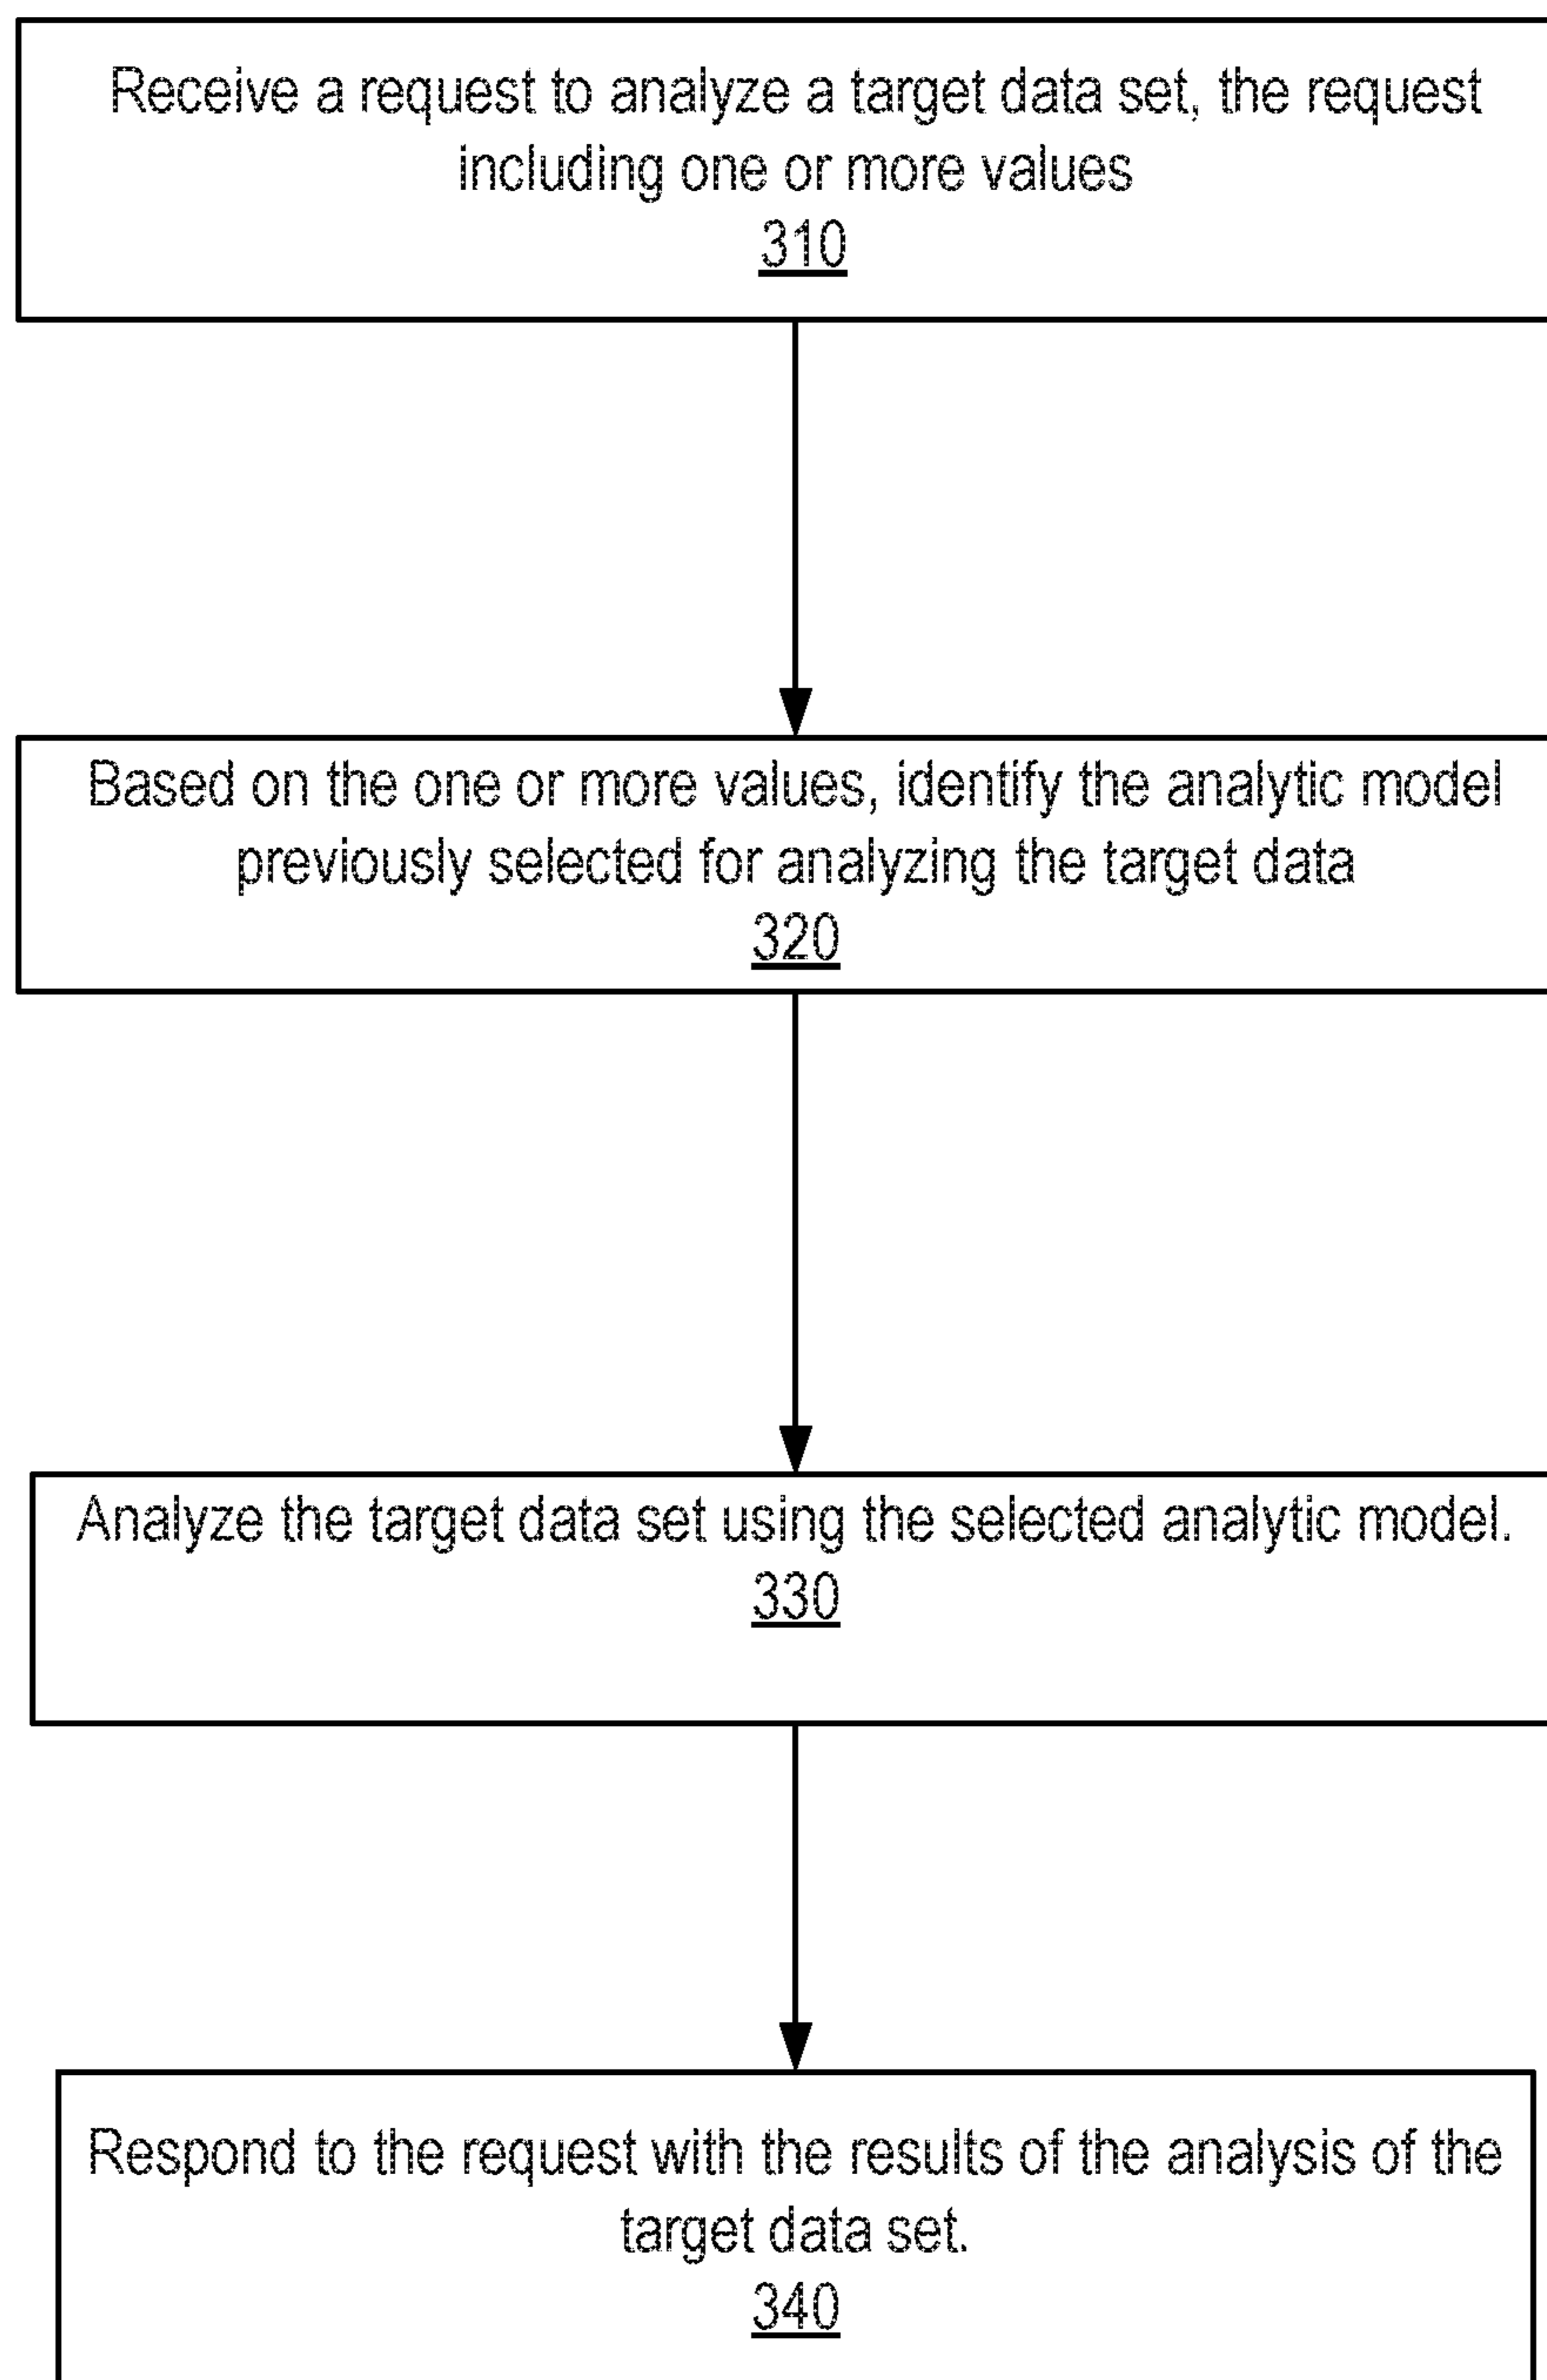 Receive a request to analyze a target data set, the request
including one or more values
310
Based on the one or more values, identify the analytic model
previously selected for analyzing the target data
320
Analyze the target data set using the selected analytic model.
330
Respond to the request with the results of the analysis of the
target data set.
340